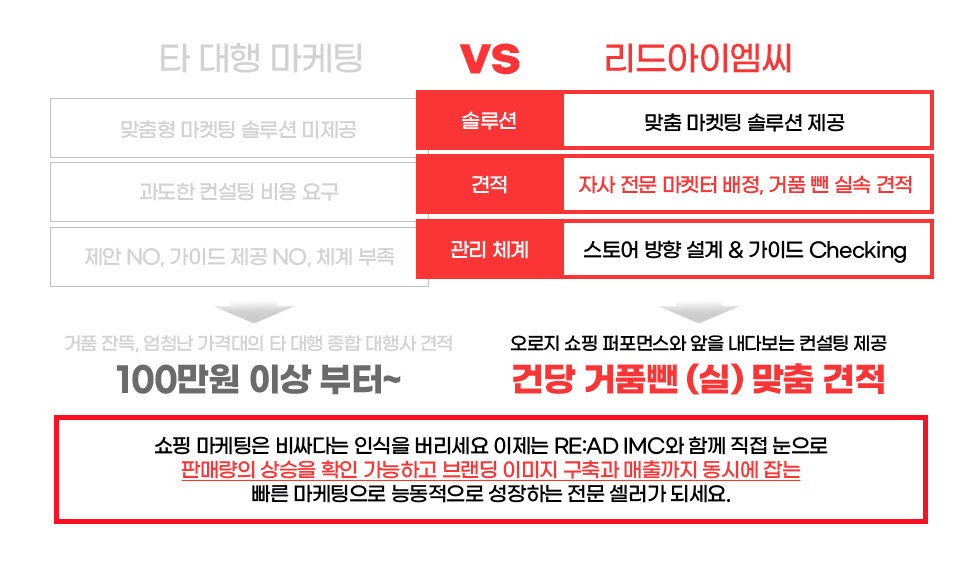 타 대행 마케팅 VS 리드아이엠씨
맞춤형 마켓팅 솔루션 미제공 솔루션 맞춤 마켓팅 솔루션 제공
과도한 컨설팅 비용 요구 견적 자사 전문 마켓터 배정, 거품 뺀 실속 견적
제안 NO, 가이드 제공 NO, 체계 부족 관리 체계 스토어 방향 설계 & 가이드 Checking
거품 잔뜩, 엄청난 가격대의 타 대행 종합 대행사 견적
100만원 이상 부터~
오로지 쇼핑 퍼포먼스와 앞을 내다보는 컨설팅 제공
건당 거품뺀 (실) 맞춤 견적
쇼핑 마케팅은 비싸다는 인식을 버리세요 이제는 RE:AD IMC와 함께 직접 눈으로
판매량의 상승을 확인 가능하고 브랜딩 이미지 구축과 매출까지 동시에 잡는
빠른 마케팅으로 능동적으로 성장하는 전문 셀러가 되세요.